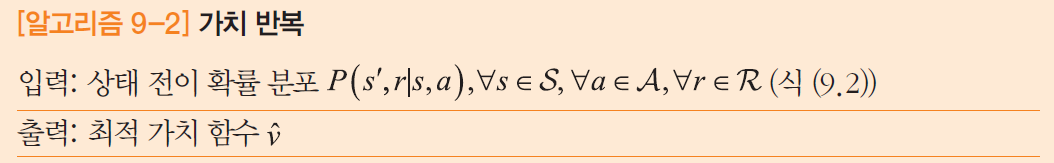 [알고리즘 9-2] 가치 반복
입력: 상태 전이 확률 분포 P(s′,r|s,a),∀s∈𝒮,∀a∈𝒜,∀r∈ℛ (식 (9.2))
출력: 최적 가치 함수 v̂